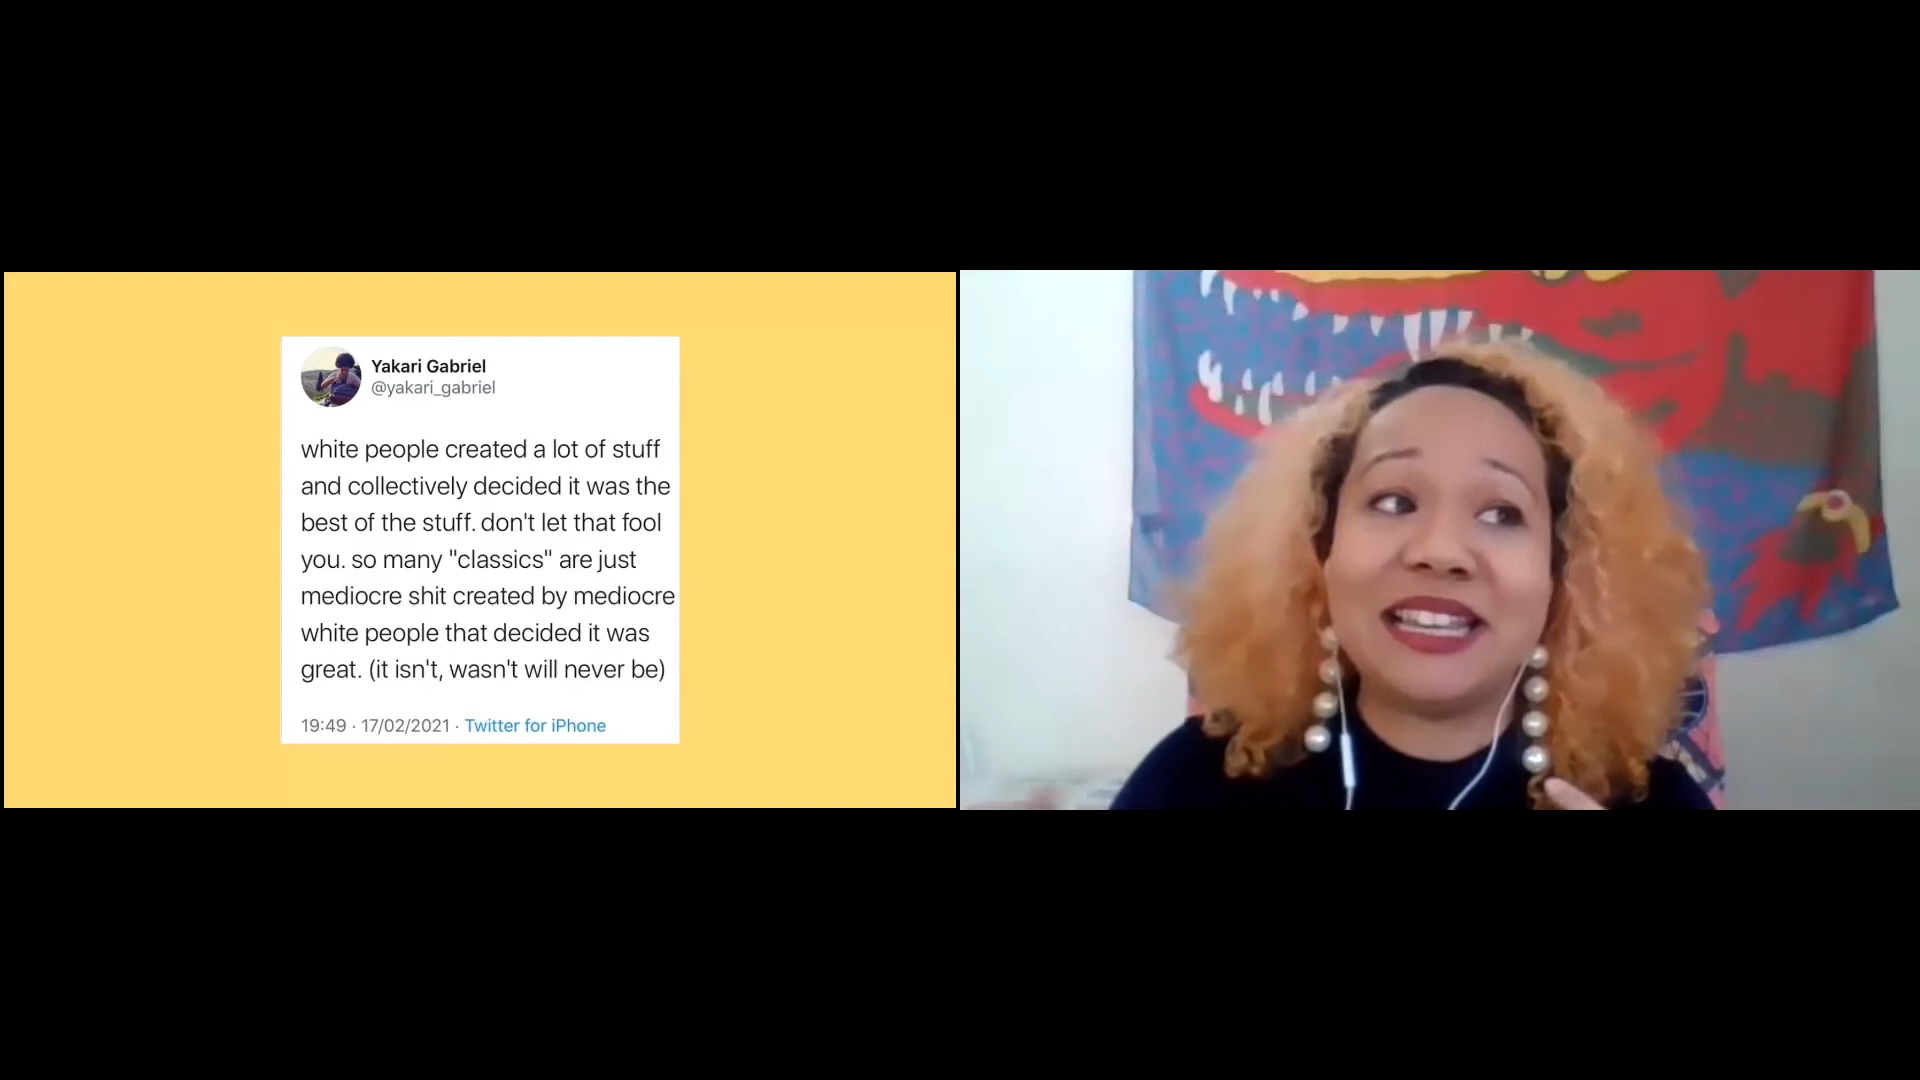 Yakari Gabriel
@yakari_gabriel
white people created a lot of stuff
and collectively decided it was the
best of the stuff. don't let that fool
you. so many "classics" are just
mediocre shit created by mediocre
white people that decided it was
great. (it isn't, wasn't will never be)
19:49 · 17/02/2021 · Twitter for iPhone